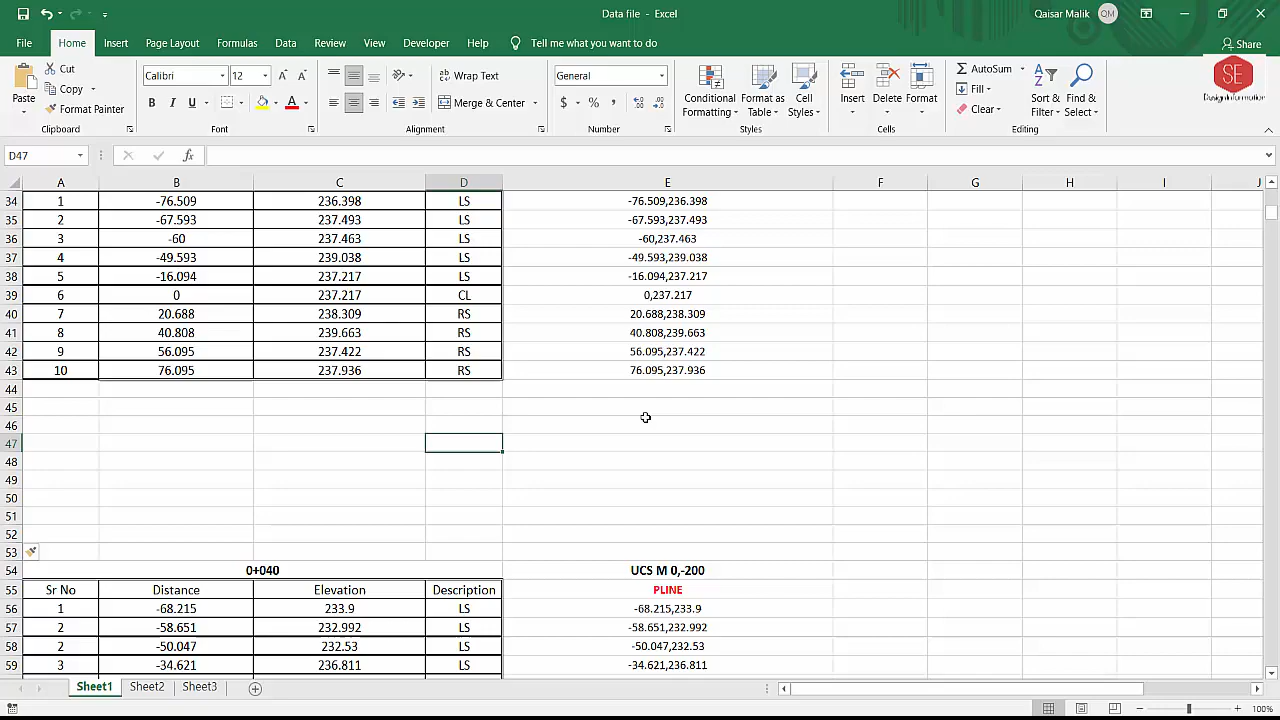 Data file - Excel
Qaisar Malik QM
File Home Insert Page Layout Formulas Data Review View Developer Help Tell me what you want to do Share
Paste Cut Copy Format Painter
Clipboard
Calibri 12
B I U
Font
Wrap Text
Merge & Center
Alignment
General
$ % ,
Number
Conditional Formatting Format as Table Cell Styles
Styles
Insert Delete Format
Cells
AutoSum
Fill
Clear
Sort & Filter Find & Select
Editing
SE
Design Information
D47 fx
A B C D E F G H I J
34 1 -76.509 236.398 LS -76.509,236.398
35 2 -67.593 237.493 LS -67.593,237.493
36 3 -60 237.463 LS -60,237.463
37 4 -49.593 239.038 LS -49.593,239.038
38 5 -16.094 237.217 LS -16.094,237.217
39 6 0 237.217 CL 0,237.217
40 7 20.688 238.309 RS 20.688,238.309
41 8 40.808 239.663 RS 40.808,239.663
42 9 56.095 237.422 RS 56.095,237.422
43 10 76.095 237.936 RS 76.095,237.936
44
45
46
47
48
49
50
51
52
53
54 0+040 UCS M 0,-200
55 Sr No Distance Elevation Description PLINE
56 1 -68.215 233.9 LS -68.215,233.9
57 2 -58.651 232.992 LS -58.651,232.992
58 2 -50.047 232.53 LS -50.047,232.53
59 3 -34.621 236.811 LS -34.621,236.811
Sheet1 Sheet2 Sheet3
100%